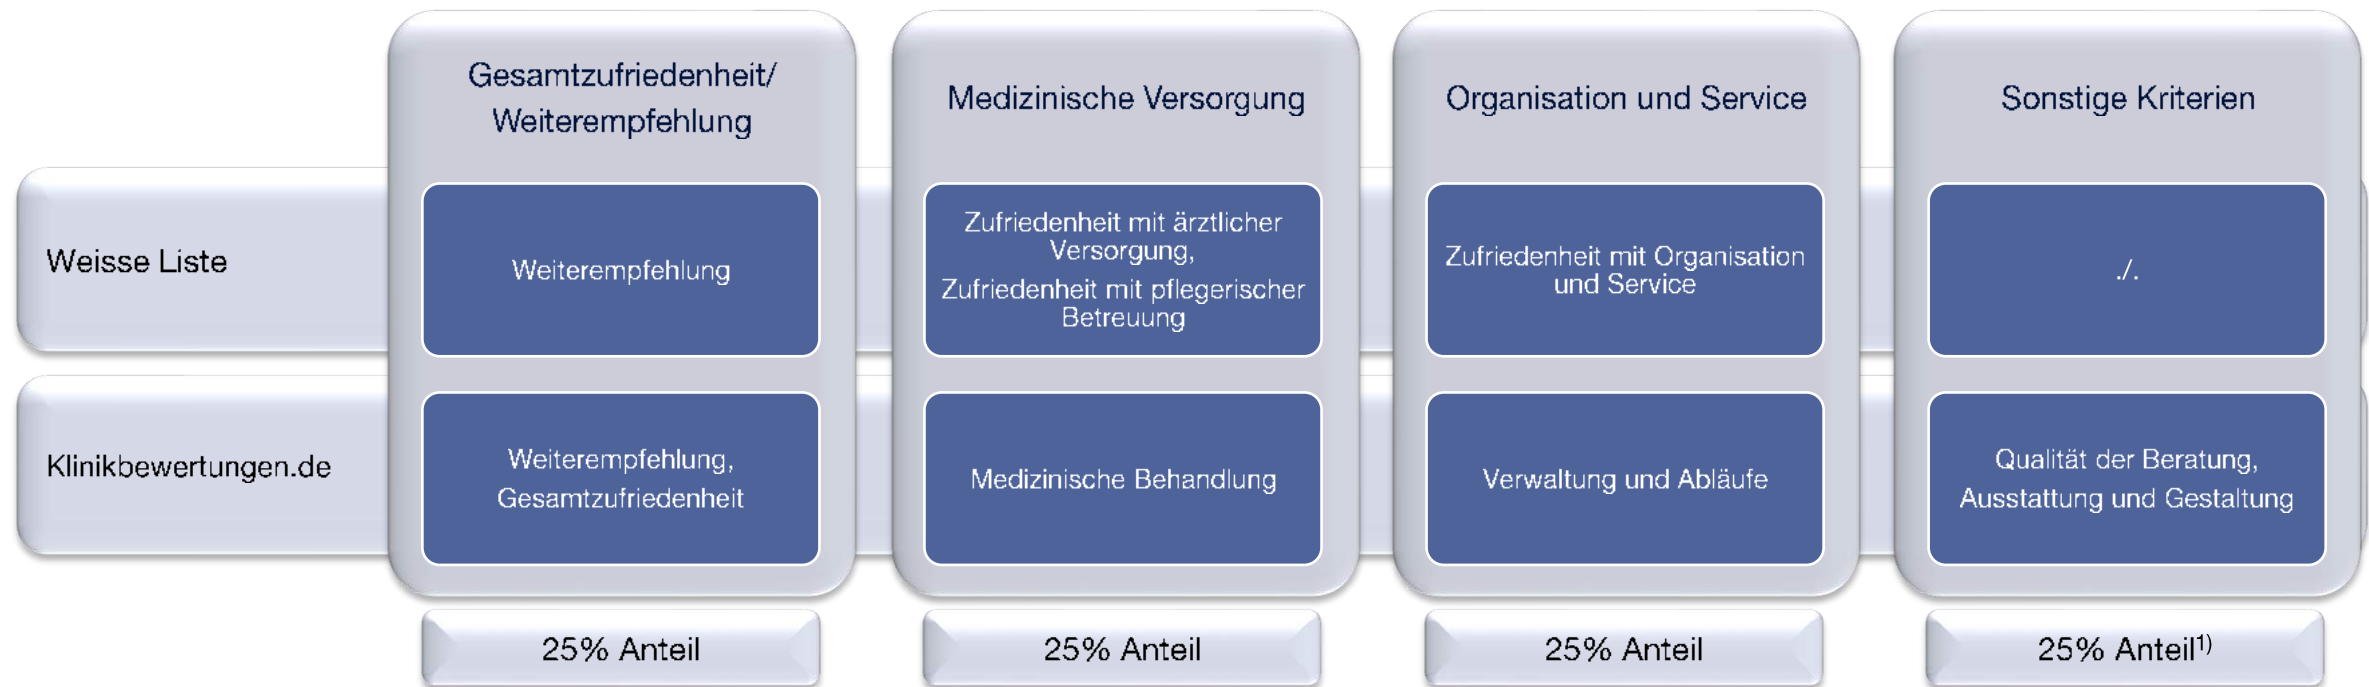 Gesamtzufriedenheit/
Weiterempfehlung
Medizinische Versorgung
Organisation und Service
Sonstige Kriterien
Weisse Liste
Weiterempfehlung
Zufriedenheit mit ärztlicher
Versorgung,
Zufriedenheit mit pflegerischer
Betreuung
Zufriedenheit mit Organisation
und Service
./.
Klinikbewertungen.de
Weiterempfehlung,
Gesamtzufriedenheit
Medizinische Behandlung
Verwaltung und Abläufe
Qualität der Beratung,
Ausstattung und Gestaltung
25% Anteil
25% Anteil
25% Anteil
25% Anteil¹⁾